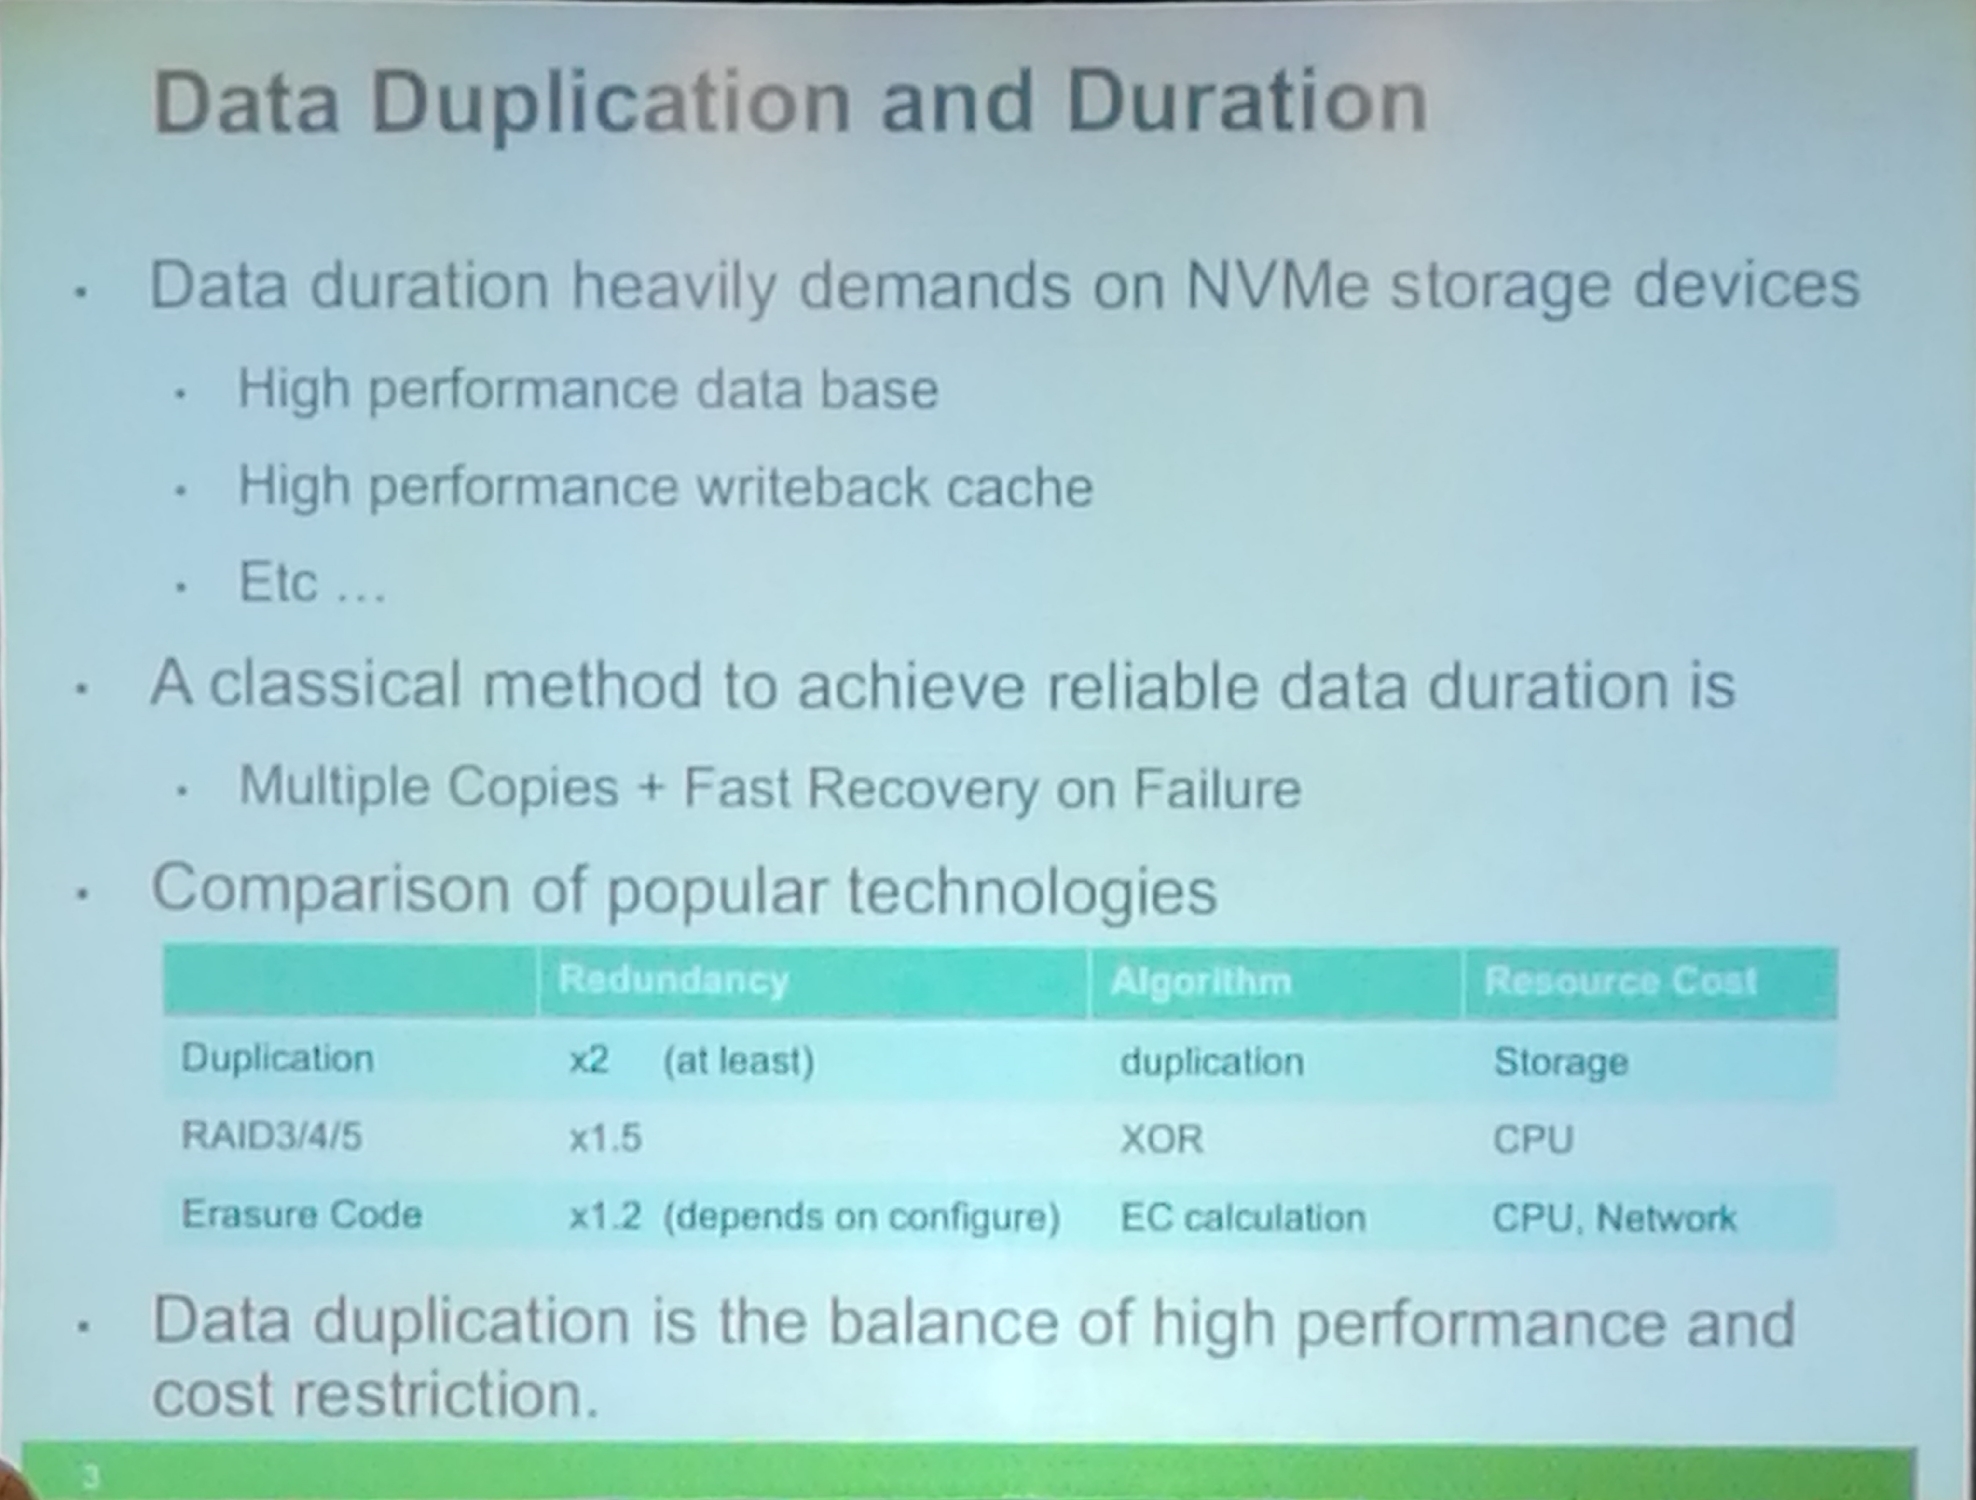 Data Duplication and Duration
· Data duration heavily demands on NVMe storage devices
· High performance data base
· High performance writeback cache
· Etc ...
· A classical method to achieve reliable data duration is
· Multiple Copies + Fast Recovery on Failure
· Comparison of popular technologies
Redundancy Algorithm Resource Cost
Duplication x2 (at least) duplication Storage
RAID3/4/5 x1.5 XOR CPU
Erasure Code x1.2 (depends on configure) EC calculation CPU, Network
· Data duplication is the balance of high performance and
cost restriction.
3